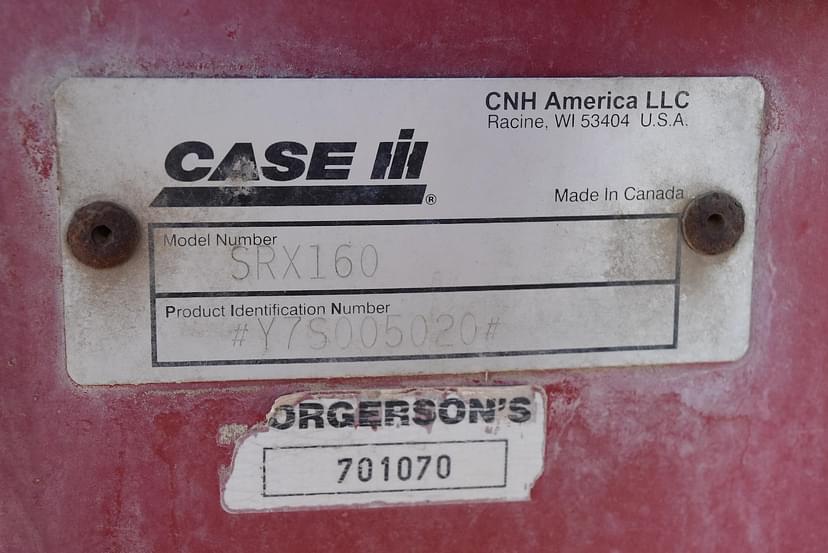 CNH America LLC
Racine, WI 53404 U.S.A.
CASE IH
®
Made In Canada
Model Number
SRX160
Product Identification Number
#Y7S005020#
ORGERSON'S
701070